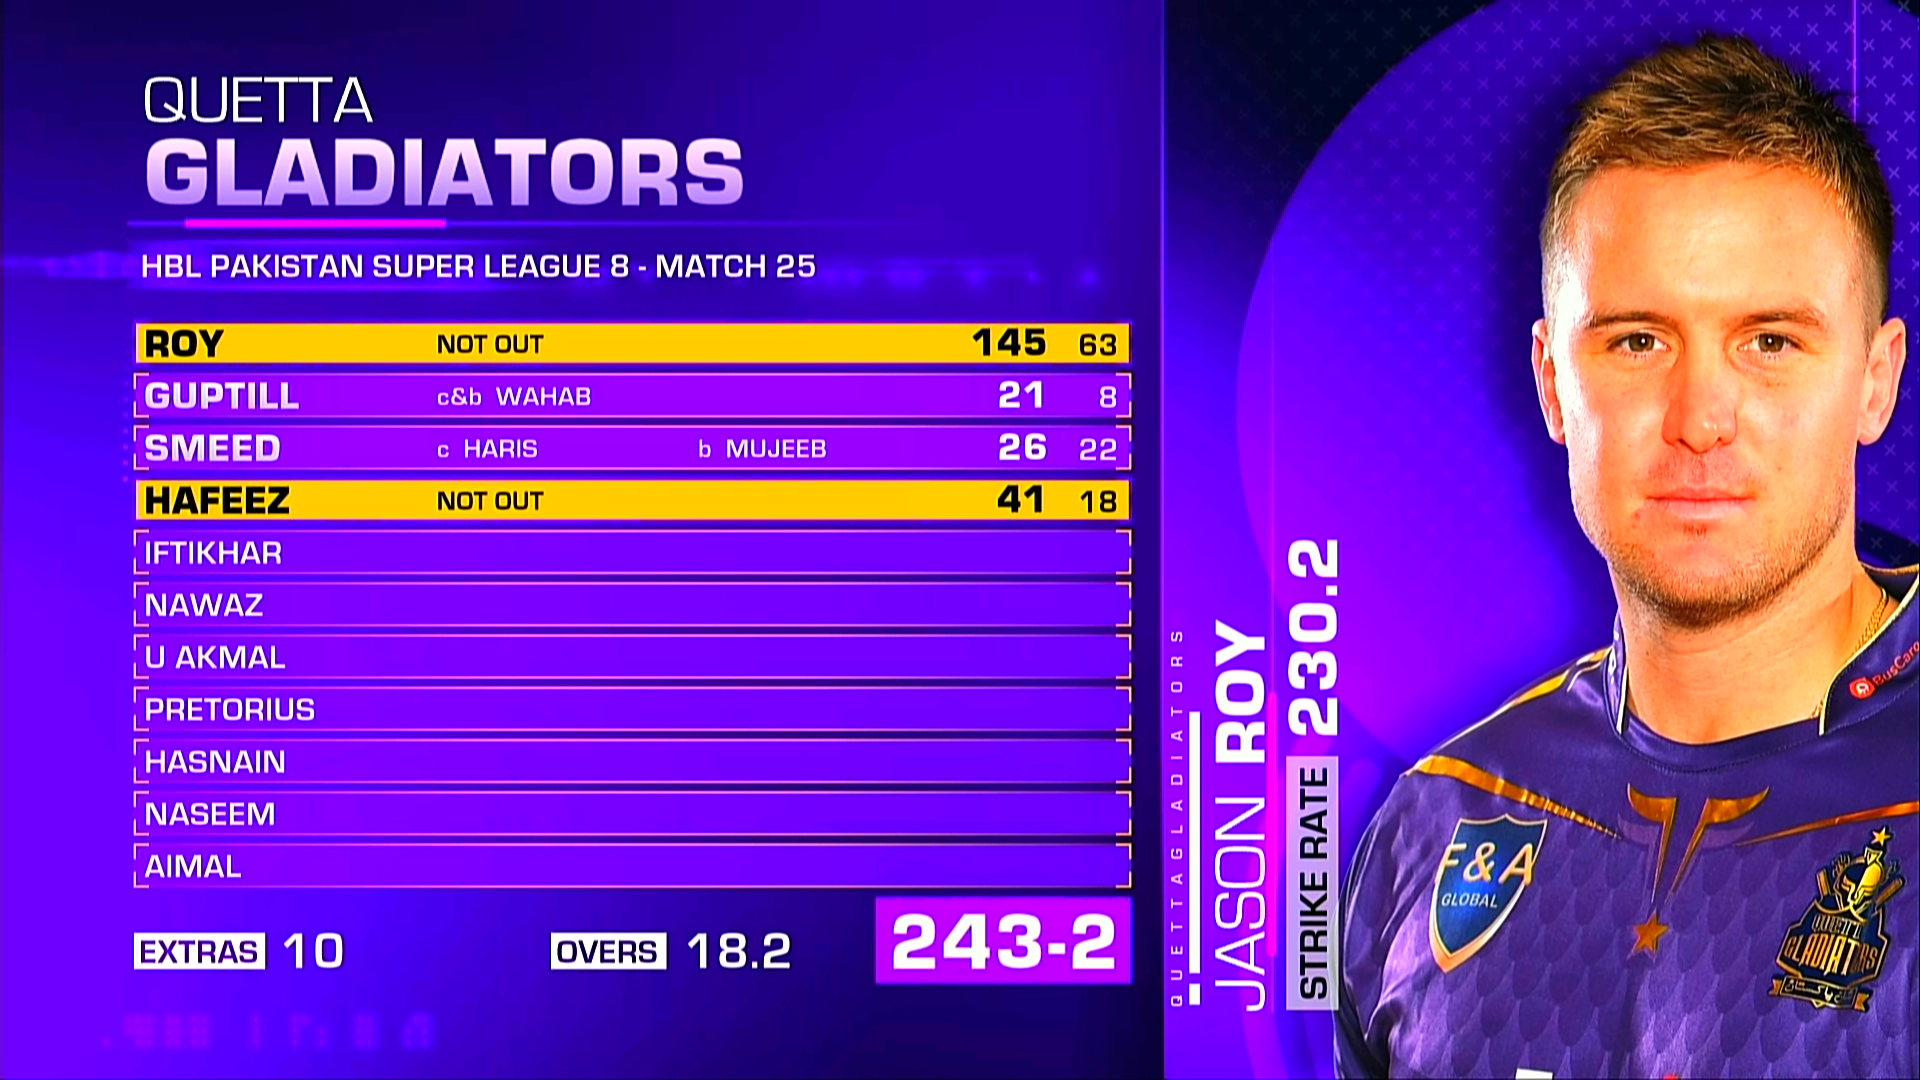 QUETTA
GLADIATORS
HBL PAKISTAN SUPER LEAGUE 8 - MATCH 25
ROY NOT OUT 145 63
GUPTILL c&b WAHAB 21 8
SMEED c HARIS b MUJEEB 26 22
HAFEEZ NOT OUT 41 18
IFTIKHAR
NAWAZ
U AKMAL
PRETORIUS
HASNAIN
NASEEM
AIMAL
EXTRAS 10 OVERS 18.2 243-2
QUETTAGLADIATORS
JASON ROY
STRIKE RATE 230.2
F&A
GLOBAL
GLADIATORS